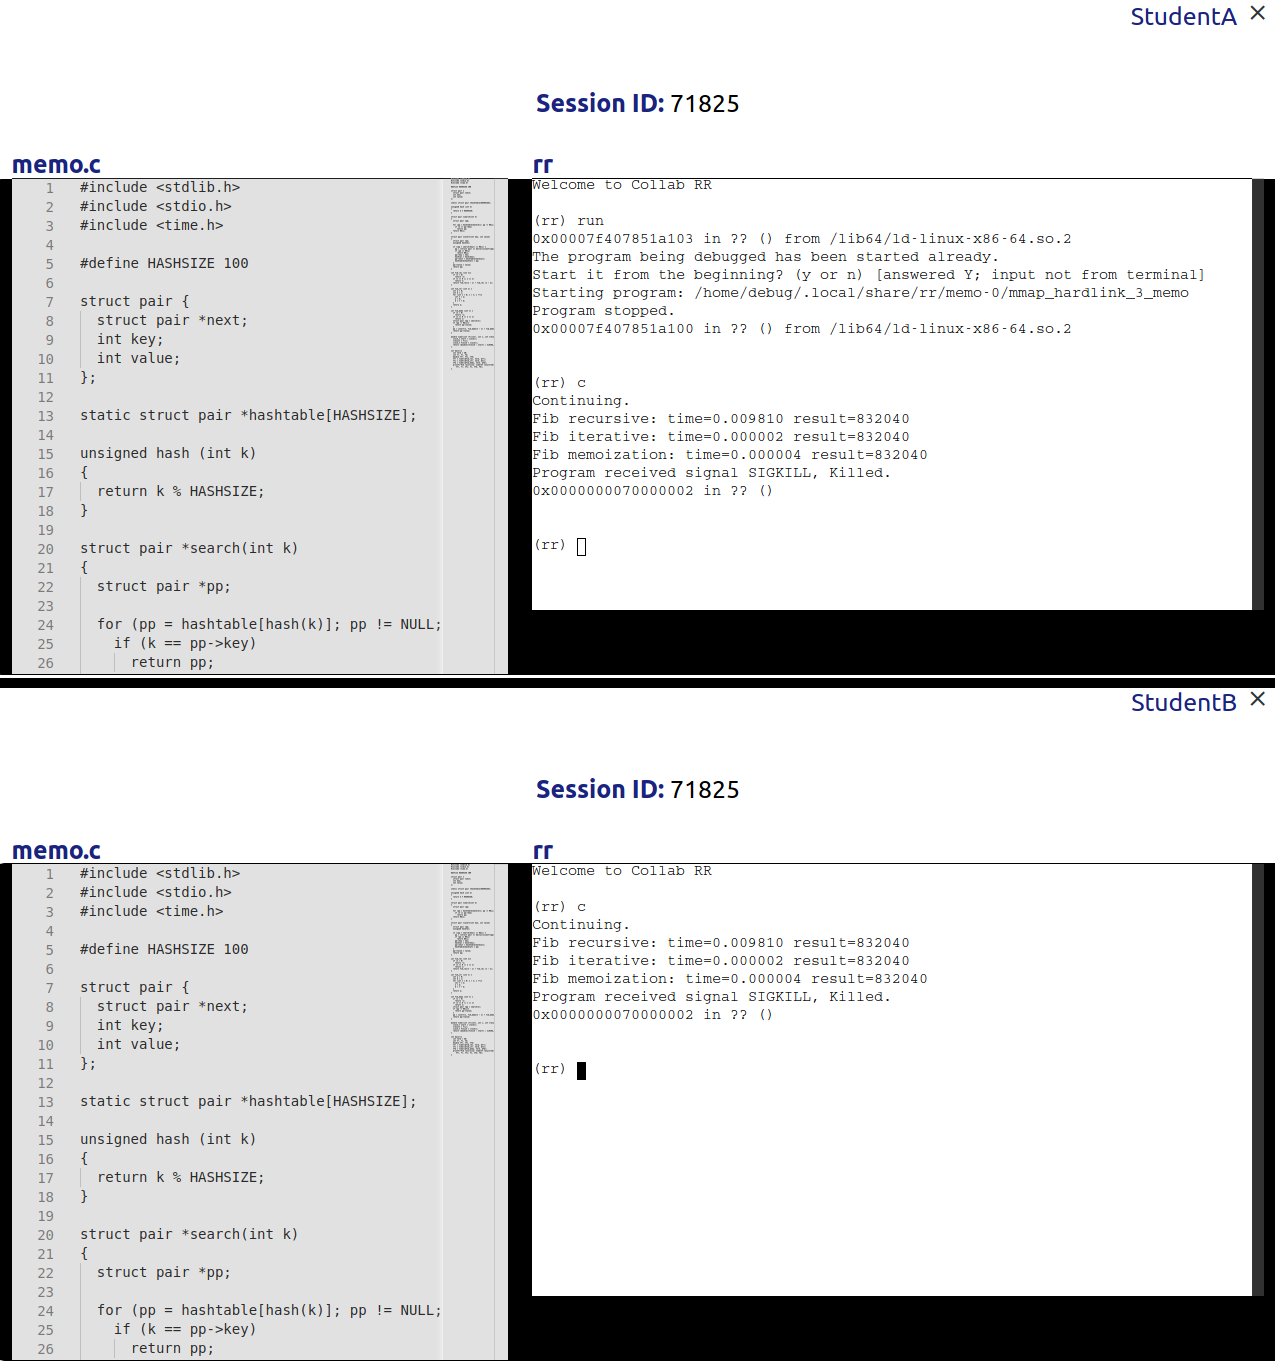 StudentA ×
Session ID: 71825
memo.c
rr
1 #include <stdlib.h>
2 #include <stdio.h>
3 #include <time.h>
4
5 #define HASHSIZE 100
6
7 struct pair {
8 struct pair *next;
9 int key;
10 int value;
11 };
12
13 static struct pair *hashtable[HASHSIZE];
14
15 unsigned hash (int k)
16 {
17 return k % HASHSIZE;
18 }
19
20 struct pair *search(int k)
21 {
22 struct pair *pp;
23
24 for (pp = hashtable[hash(k)]; pp != NULL;
25 if (k == pp->key)
26 return pp;
Welcome to Collab RR
(rr) run
0x00007f407851a103 in ?? () from /lib64/ld-linux-x86-64.so.2
The program being debugged has been started already.
Start it from the beginning? (y or n) [answered Y; input not from terminal]
Starting program: /home/debug/.local/share/rr/memo-0/mmap_hardlink_3_memo
Program stopped.
0x00007f407851a100 in ?? () from /lib64/ld-linux-x86-64.so.2
(rr) c
Continuing.
Fib recursive: time=0.009810 result=832040
Fib iterative: time=0.000002 result=832040
Fib memoization: time=0.000004 result=832040
Program received signal SIGKILL, Killed.
0x0000000070000002 in ?? ()
(rr)
StudentB ×
Session ID: 71825
memo.c
rr
1 #include <stdlib.h>
2 #include <stdio.h>
3 #include <time.h>
4
5 #define HASHSIZE 100
6
7 struct pair {
8 struct pair *next;
9 int key;
10 int value;
11 };
12
13 static struct pair *hashtable[HASHSIZE];
14
15 unsigned hash (int k)
16 {
17 return k % HASHSIZE;
18 }
19
20 struct pair *search(int k)
21 {
22 struct pair *pp;
23
24 for (pp = hashtable[hash(k)]; pp != NULL;
25 if (k == pp->key)
26 return pp;
Welcome to Collab RR
(rr) c
Continuing.
Fib recursive: time=0.009810 result=832040
Fib iterative: time=0.000002 result=832040
Fib memoization: time=0.000004 result=832040
Program received signal SIGKILL, Killed.
0x0000000070000002 in ?? ()
(rr)